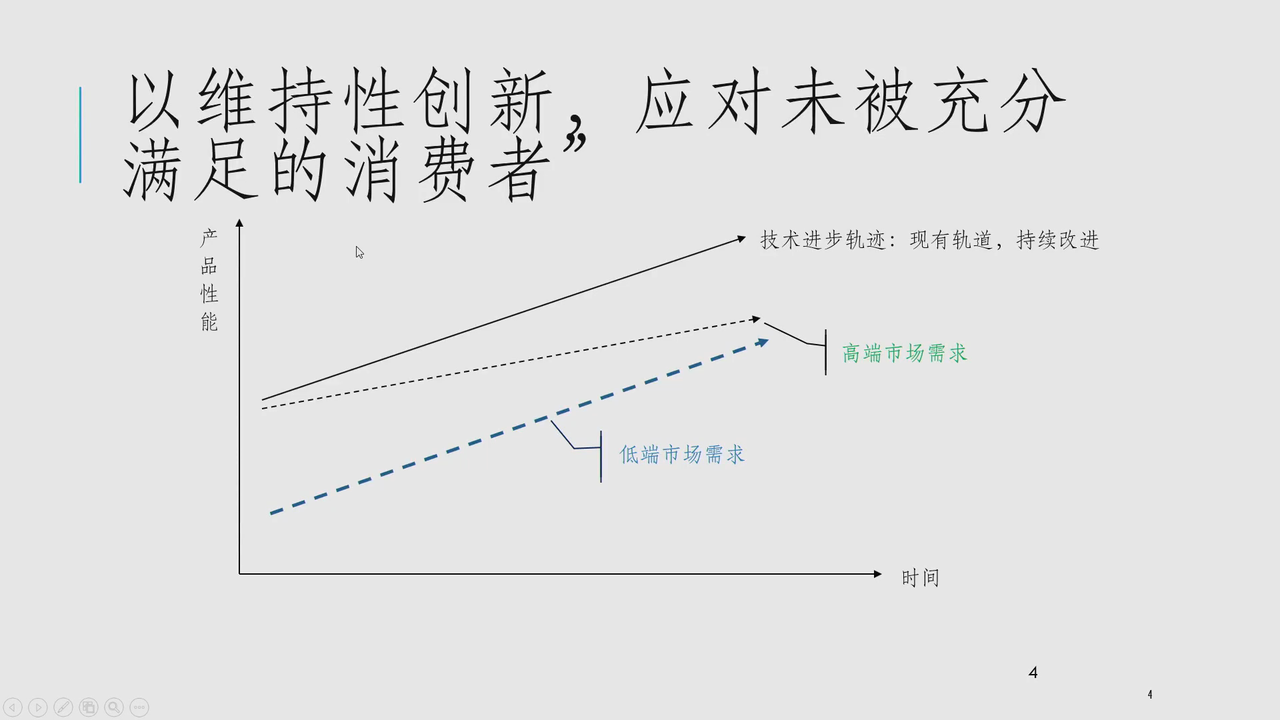 以维持性创新，应对未被充分
满足的消费者”
产品性能
技术进步轨迹：现有轨道，持续改进
高端市场需求
低端市场需求
时间
4
4